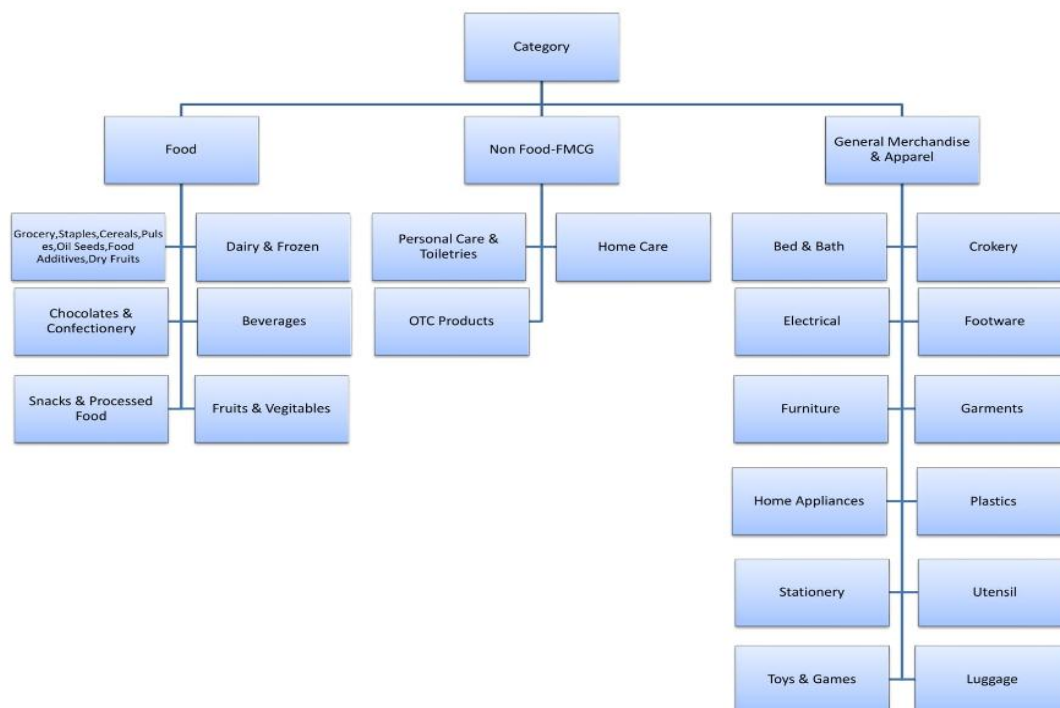 Category
Food
Non Food-FMCG
General Merchandise
& Apparel
Grocery,Staples,Cereals,Puls
es,Oil Seeds,Food
Additives,Dry Fruits
Dairy & Frozen
Personal Care &
Toiletries
Home Care
Bed & Bath
Crokery
Chocolates &
Confectionery
Beverages
OTC Products
Electrical
Footware
Snacks & Processed
Food
Fruits & Vegitables
Furniture
Garments
Home Appliances
Plastics
Stationery
Utensil
Toys & Games
Luggage